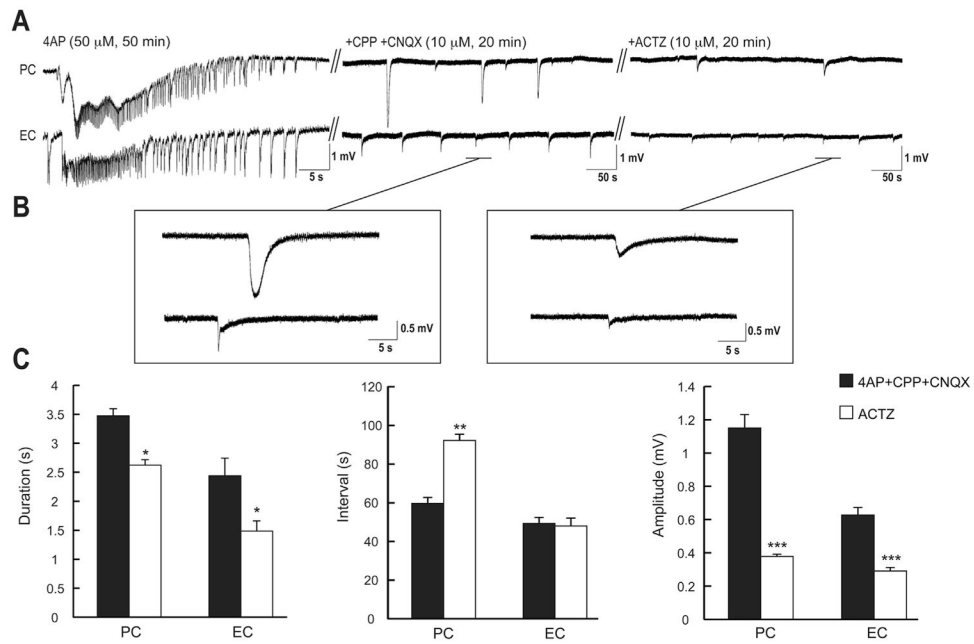 A
4AP (50 µM, 50 min)
+CPP +CNQX (10 µM, 20 min)
+ACTZ (10 µM, 20 min)
PC
EC
1 mV
5 s
1 mV
50 s
1 mV
50 s
B
0.5 mV
5 s
0.5 mV
5 s
C
Duration (s)
4
3.5
3
2.5
2
1.5
1
0.5
0
*
*
PC
EC
Interval (s)
120
100
80
60
40
20
0
**
PC
EC
Amplitude (mV)
1.4
1.2
1
0.8
0.6
0.4
0.2
0
***
***
PC
EC
4AP+CPP+CNQX
ACTZ